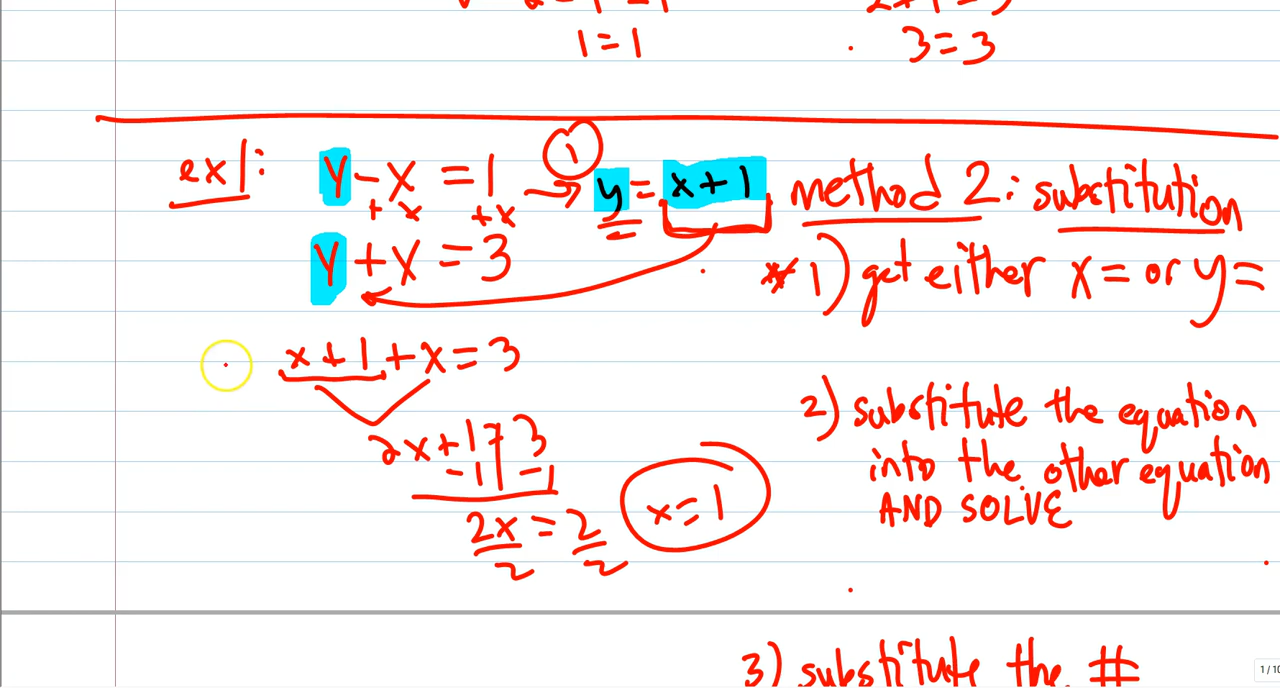 1=1 3=3
ex1: y-x=1 → ① y=x+1 method 2: substitution
+x +x
y+x=3 *1) get either x= or y=
x+1+x=3
2) substitute the equation
2x+1=3 into the other equation
-1 -1 AND SOLVE
2x=2 x=1
2 2
3) substitute the #
1/10